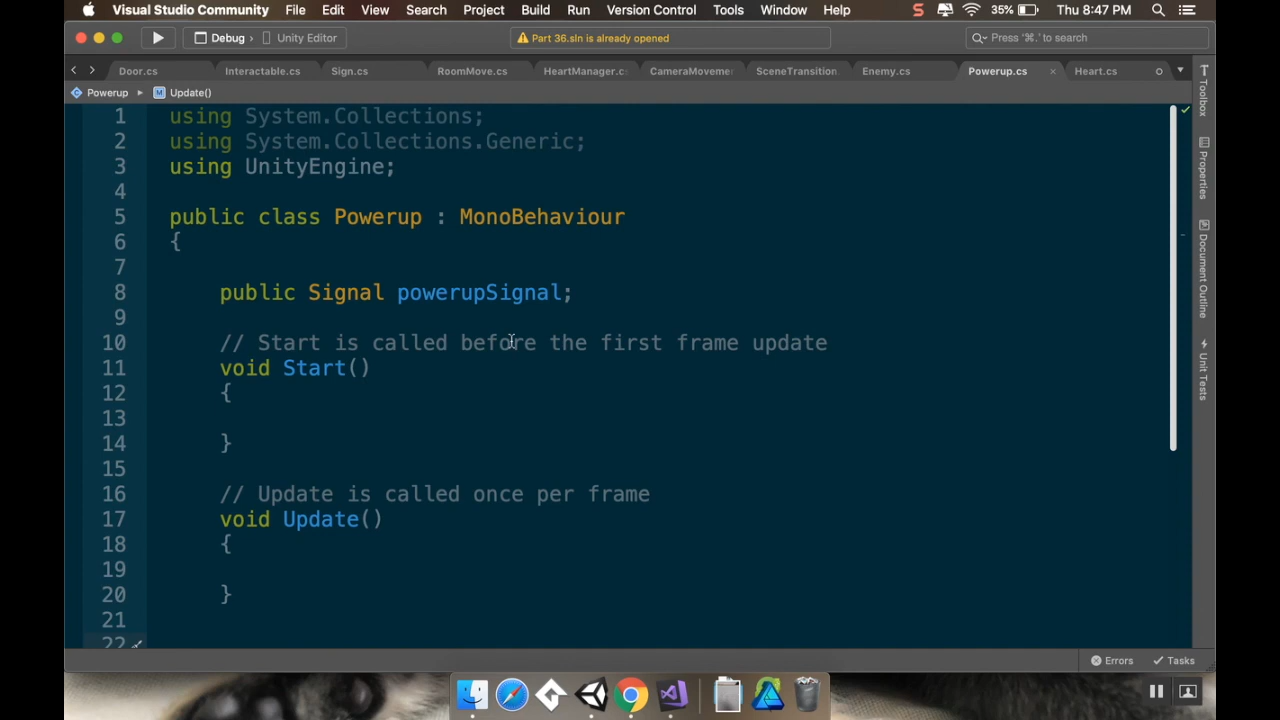 Visual Studio Community File Edit View Search Project Build Run Version Control Tools Window Help S 35% Thu 8:47 PM
Debug Unity Editor Part 36.sln is already opened Press '⌘.' to search
Door.cs Interactable.cs Sign.cs RoomMove.cs HeartManager.cs CameraMoveme SceneTransition Enemy.cs Powerup.cs × Heart.cs
Powerup M Update()
Toolbox
Properties
Document Outline
Unit Tests
1 using System.Collections;
2 using System.Collections.Generic;
3 using UnityEngine;
4
5 public class Powerup : MonoBehaviour
6 {
7
8 public Signal powerupSignal;
9
10 // Start is called before the first frame update
11 void Start()
12 {
13
14 }
15
16 // Update is called once per frame
17 void Update()
18 {
19
20 }
21
22
Errors Tasks